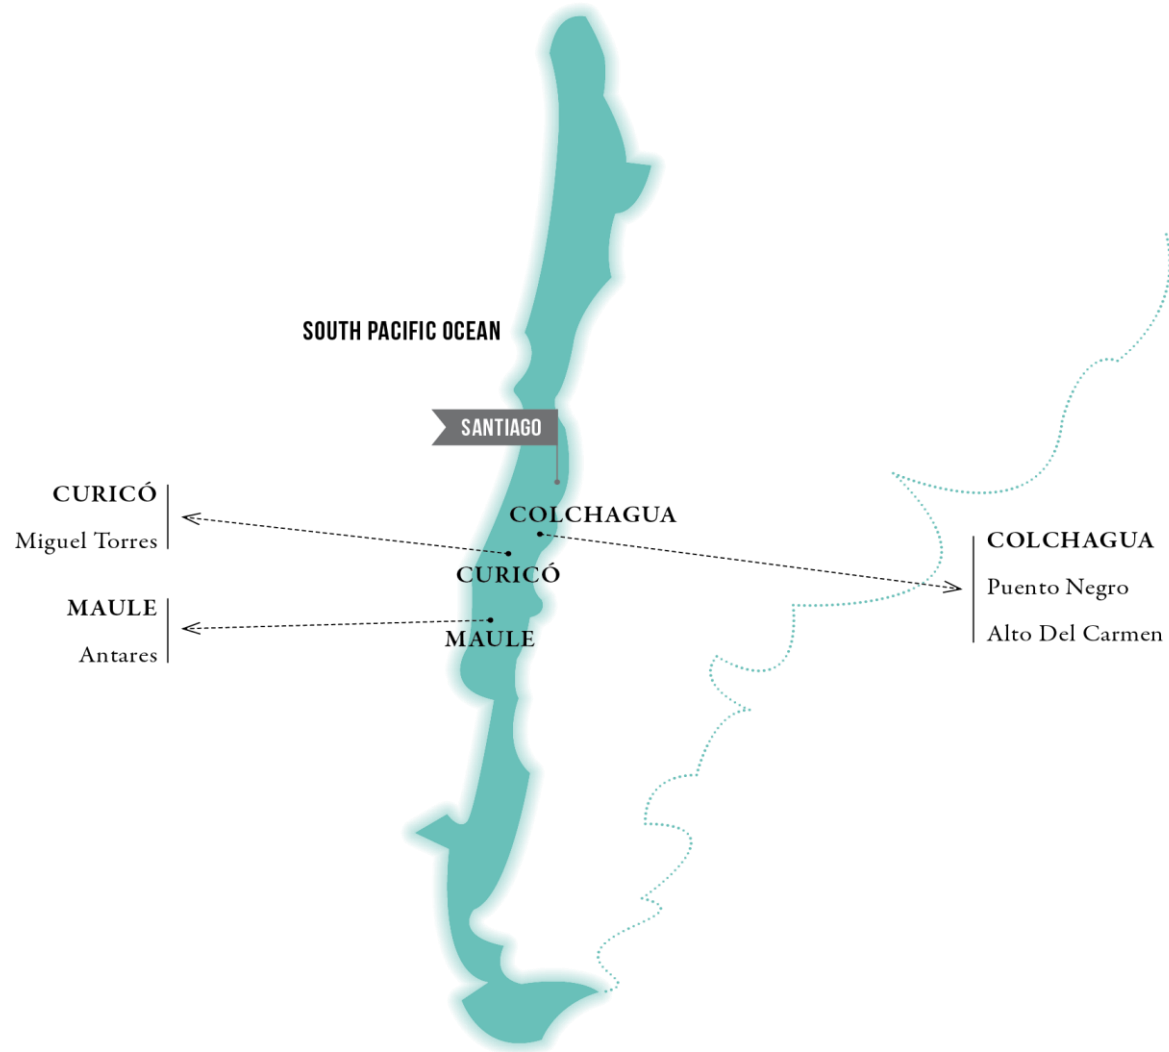 SOUTH PACIFIC OCEAN
SANTIAGO
CURICÓ
Miguel Torres
MAULE
Antares
COLCHAGUA
CURICÓ
MAULE
COLCHAGUA
Puento Negro
Alto Del Carmen